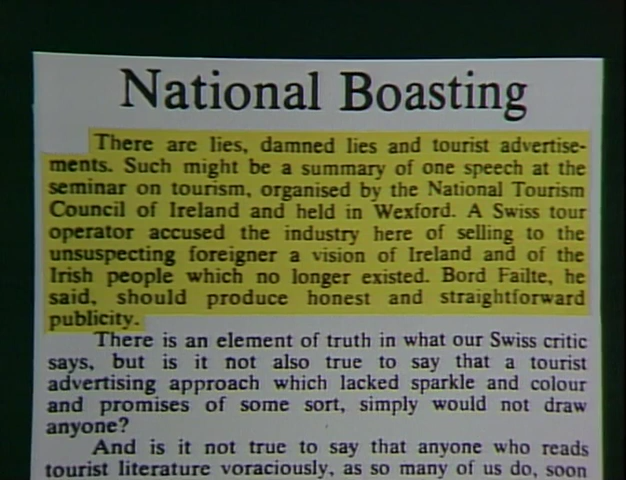 National Boasting
There are lies, damned lies and tourist advertise-
ments. Such might be a summary of one speech at the
seminar on tourism, organised by the National Tourism
Council of Ireland and held in Wexford. A Swiss tour
operator accused the industry here of selling to the
unsuspecting foreigner a vision of Ireland and of the
Irish people which no longer existed. Bord Failte, he
said, should produce honest and straightforward
publicity.
There is an element of truth in what our Swiss critic
says, but is it not also true to say that a tourist
advertising approach which lacked sparkle and colour
and promises of some sort, simply would not draw
anyone?
And is it not true to say that anyone who reads
tourist literature voraciously, as so many of us do, soon